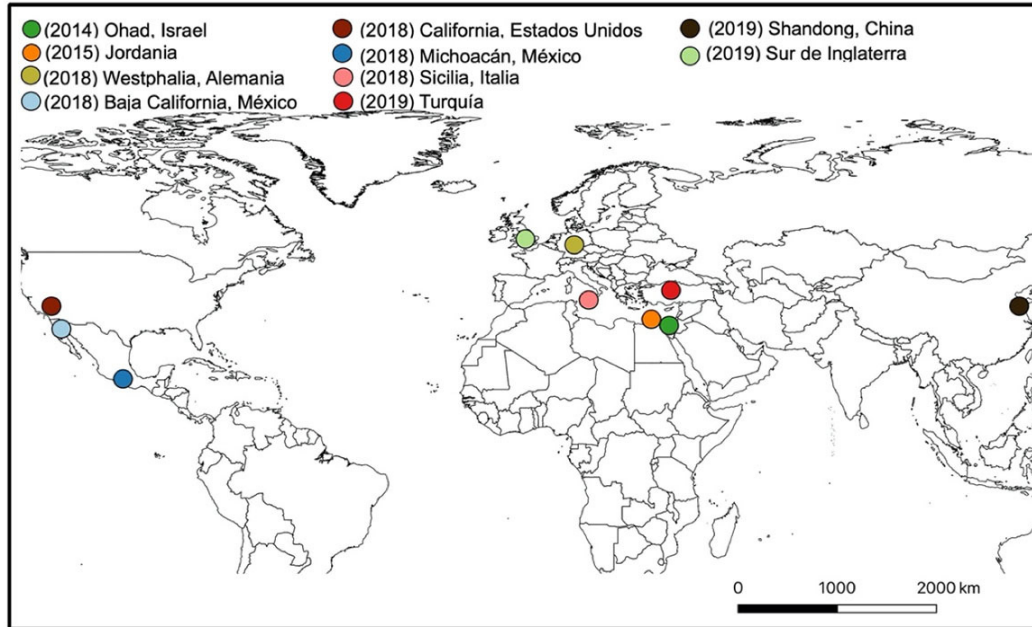 (2014) Ohad, Israel
(2015) Jordania
(2018) Westphalia, Alemania
(2018) Baja California, México
(2018) California, Estados Unidos
(2018) Michoacán, México
(2018) Sicilia, Italia
(2019) Turquía
(2019) Shandong, China
(2019) Sur de Inglaterra
0 1000 2000 km